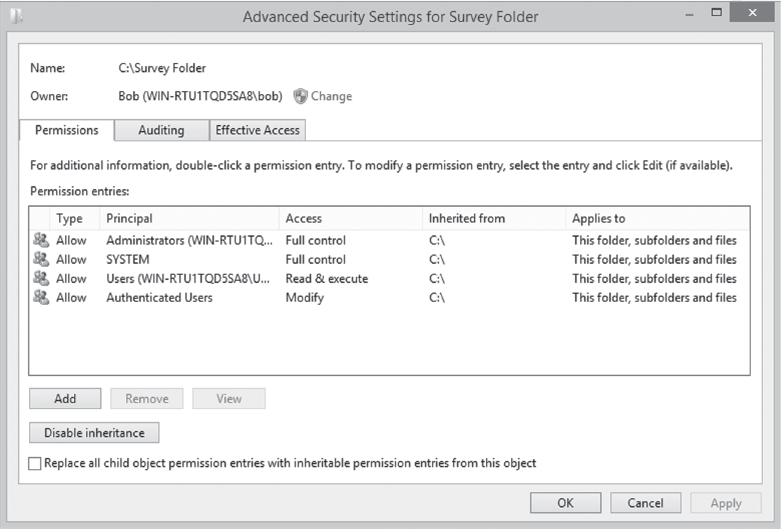 Advanced Security Settings for Survey Folder
Name: C:\Survey Folder
Owner: Bob (WIN-RTU1TQD5SA8\bob) Change
Permissions Auditing Effective Access
For additional information, double-click a permission entry. To modify a permission entry, select the entry and click Edit (if available).
Permission entries:
Type Principal Access Inherited from Applies to
Allow Administrators (WIN-RTU1TQ... Full control C:\ This folder, subfolders and files
Allow SYSTEM Full control C:\ This folder, subfolders and files
Allow Users (WIN-RTU1TQD5SA8\U... Read & execute C:\ This folder, subfolders and files
Allow Authenticated Users Modify C:\ This folder, subfolders and files
Add Remove View
Disable inheritance
Replace all child object permission entries with inheritable permission entries from this object
OK Cancel Apply